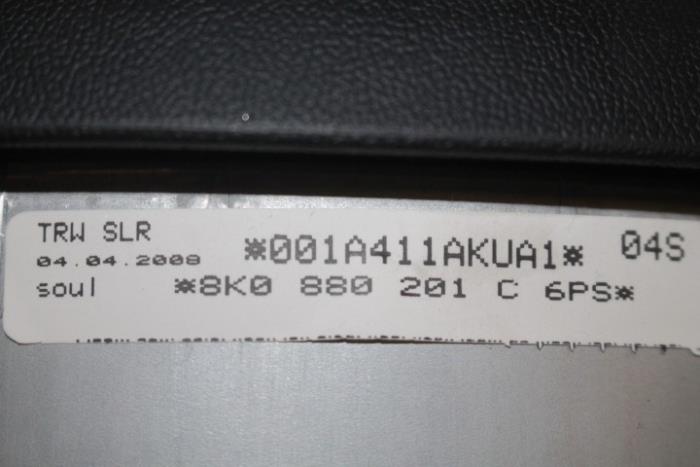 TRW SLR
*001A411AKUA1* 04S
04.04.2008
soul *8K0 880 201 C 6PS*